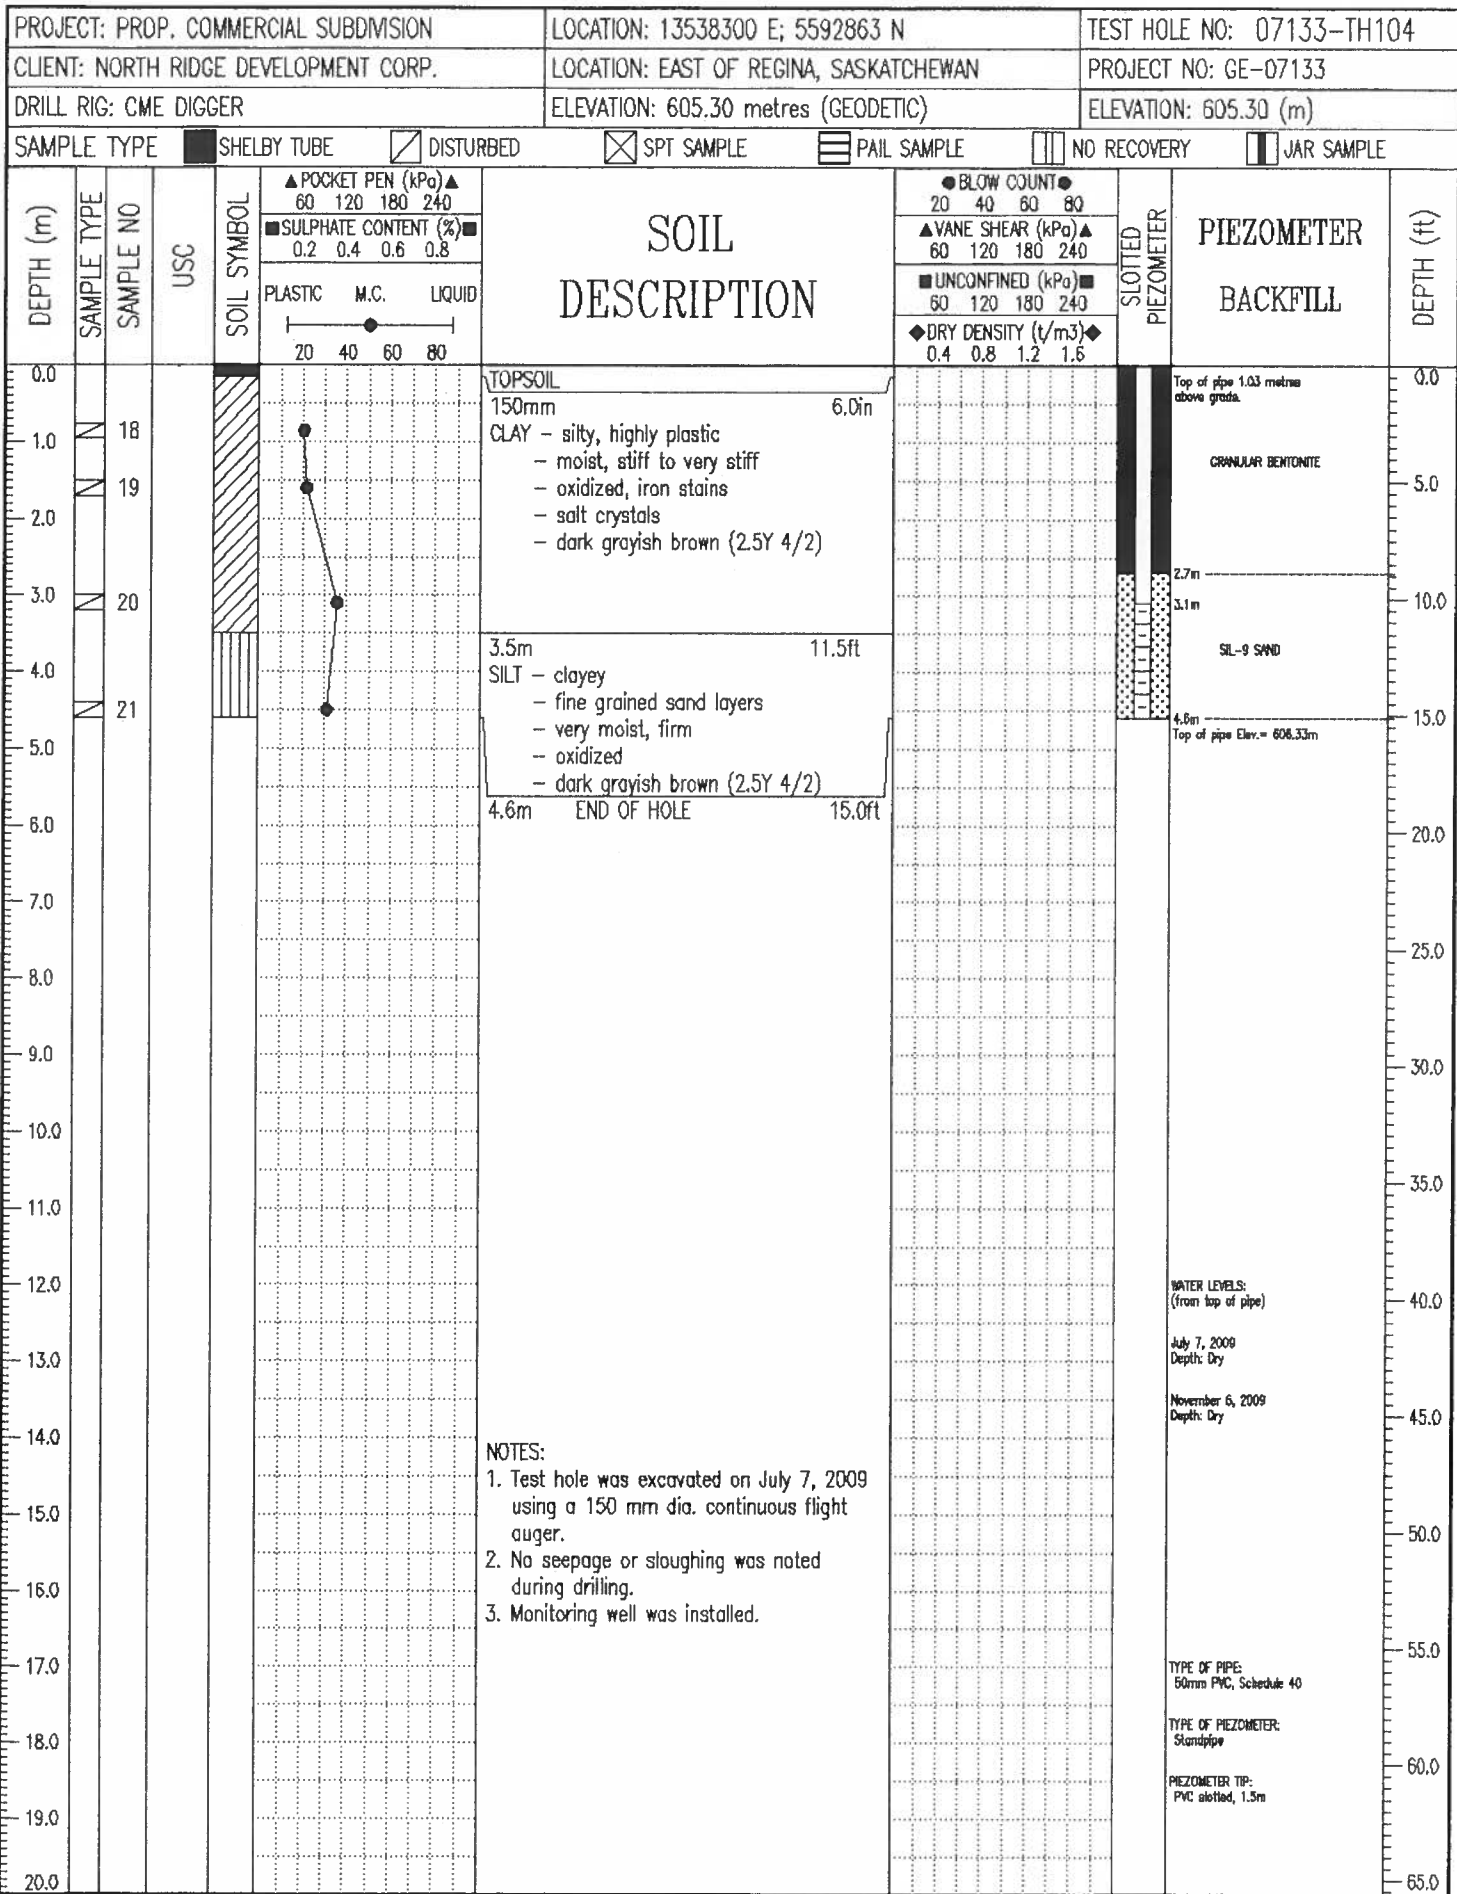 PROJECT: PROP. COMMERCIAL SUBDIVISION
LOCATION: 13538300 E; 5592863 N
TEST HOLE NO: 07133-TH104
CLIENT: NORTH RIDGE DEVELOPMENT CORP.
LOCATION: EAST OF REGINA, SASKATCHEWAN
PROJECT NO: GE-07133
DRILL RIG: CME DIGGER
ELEVATION: 605.30 metres (GEODETIC)
ELEVATION: 605.30 (m)
SAMPLE TYPE SHELBY TUBE DISTURBED SPT SAMPLE PAIL SAMPLE NO RECOVERY JAR SAMPLE
DEPTH (m)
SAMPLE TYPE
SAMPLE NO
USC
SOIL SYMBOL
▲POCKET PEN (kPa)▲
60 120 180 240
■SULPHATE CONTENT (%)■
0.2 0.4 0.6 0.8
PLASTIC M.C. LIQUID
20 40 60 80
SOIL
DESCRIPTION
●BLOW COUNT●
20 40 60 80
▲VANE SHEAR (kPa)▲
60 120 180 240
■UNCONFINED (kPa)■
60 120 180 240
◆DRY DENSITY (t/m3)◆
0.4 0.8 1.2 1.6
SLOTTED
PIEZOMETER
PIEZOMETER
BACKFILL
DEPTH (ft)
0.0
1.0
2.0
3.0
4.0
5.0
6.0
7.0
8.0
9.0
10.0
11.0
12.0
13.0
14.0
15.0
16.0
17.0
18.0
19.0
20.0
18
19
20
21
TOPSOIL
150mm 6.0in
CLAY - silty, highly plastic
- moist, stiff to very stiff
- oxidized, iron stains
- salt crystals
- dark grayish brown (2.5Y 4/2)
3.5m 11.5ft
SILT - clayey
- fine grained sand layers
- very moist, firm
- oxidized
- dark grayish brown (2.5Y 4/2)
4.6m END OF HOLE 15.0ft
NOTES:
1. Test hole was excavated on July 7, 2009
using a 150 mm dia. continuous flight
auger.
2. No seepage or sloughing was noted
during drilling.
3. Monitoring well was installed.
Top of pipe 1.03 metres
above grade.
GRANULAR BENTONITE
2.7m
3.1m
SIL-9 SAND
4.6m
Top of pipe Elev.= 606.33m
WATER LEVELS:
(from top of pipe)
July 7, 2009
Depth: Dry
November 6, 2009
Depth: Dry
TYPE OF PIPE:
50mm PVC, Schedule 40
TYPE OF PIEZOMETER:
Standpipe
PIEZOMETER TIP:
PVC slotted, 1.5m
0.0
5.0
10.0
15.0
20.0
25.0
30.0
35.0
40.0
45.0
50.0
55.0
60.0
65.0